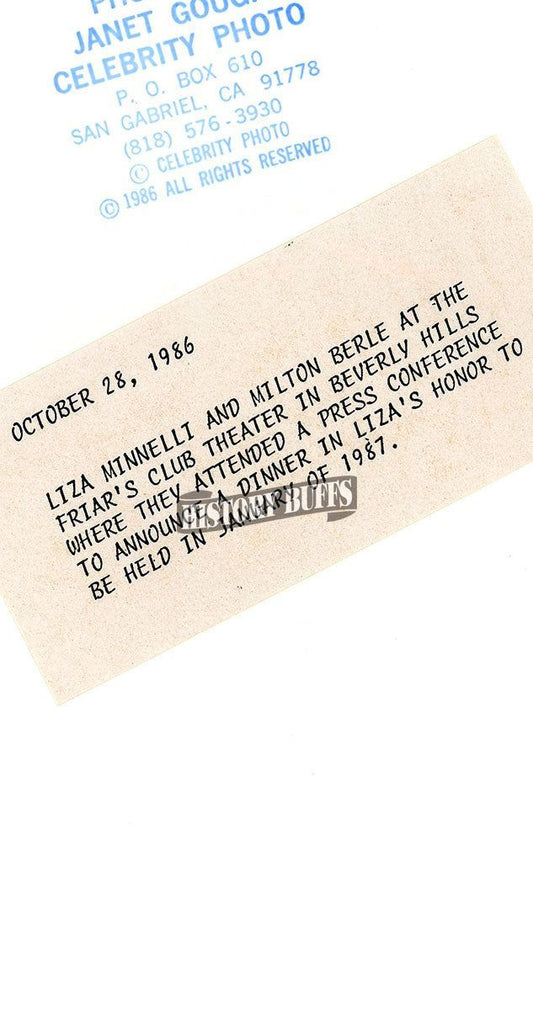 JANET GOUG
CELEBRITY PHOTO
P. O. BOX 610
SAN GABRIEL, CA 91778
(818) 576-3930
© CELEBRITY PHOTO
© 1986 ALL RIGHTS RESERVED
OCTOBER 28, 1986
LIZA MINNELLI AND MILTON BERLE AT THE
FRIAR'S CLUB THEATER IN BEVERLY HILLS
WHERE THEY ATTENDED A PRESS CONFERENCE
TO ANNOUNCE A DINNER IN LIZA'S HONOR TO
BE HELD IN JANUARY OF 1987.
HISTORY BUFFS